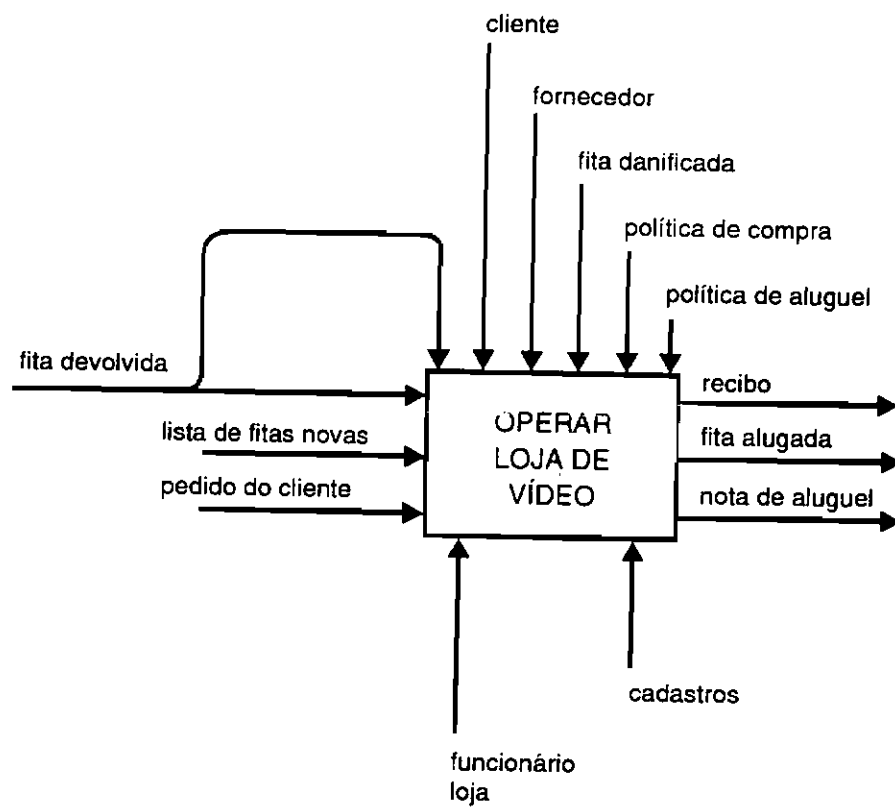 cliente
fornecedor
fita danificada
política de compra
política de aluguel
fita devolvida
lista de fitas novas
pedido do cliente
OPERAR
LOJA DE
VÍDEO
recibo
fita alugada
nota de aluguel
cadastros
funcionário
loja